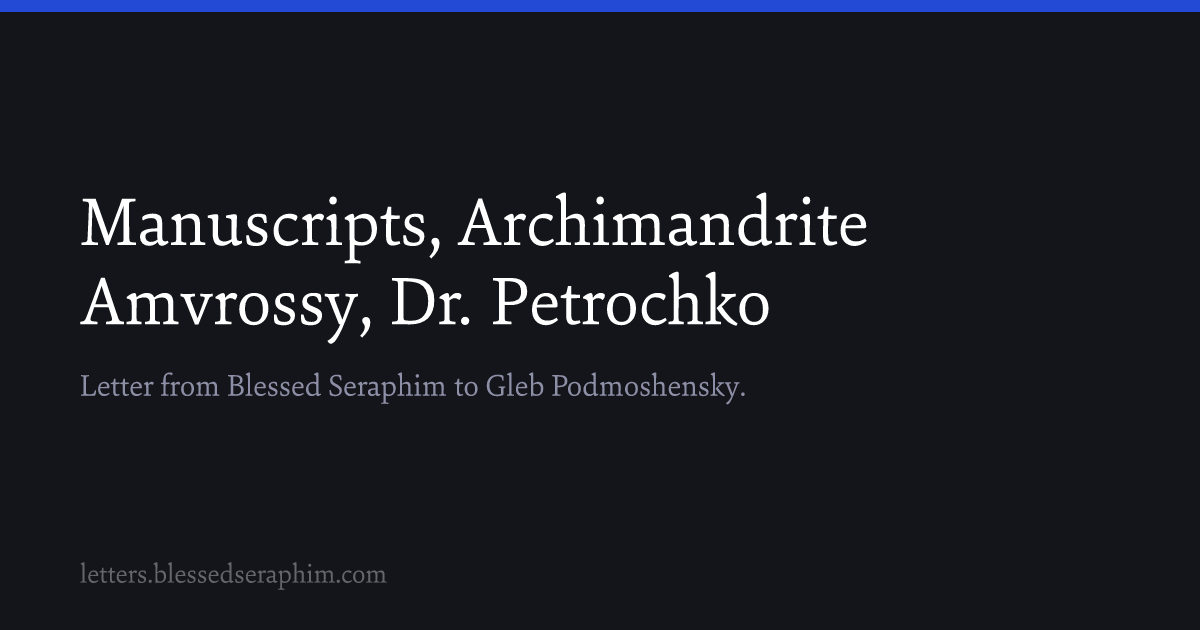 Manuscripts, Archimandrite
Amvrossy, Dr. Petrochko
Letter from Blessed Seraphim to Gleb Podmoshensky.
letters.blessedseraphim.com